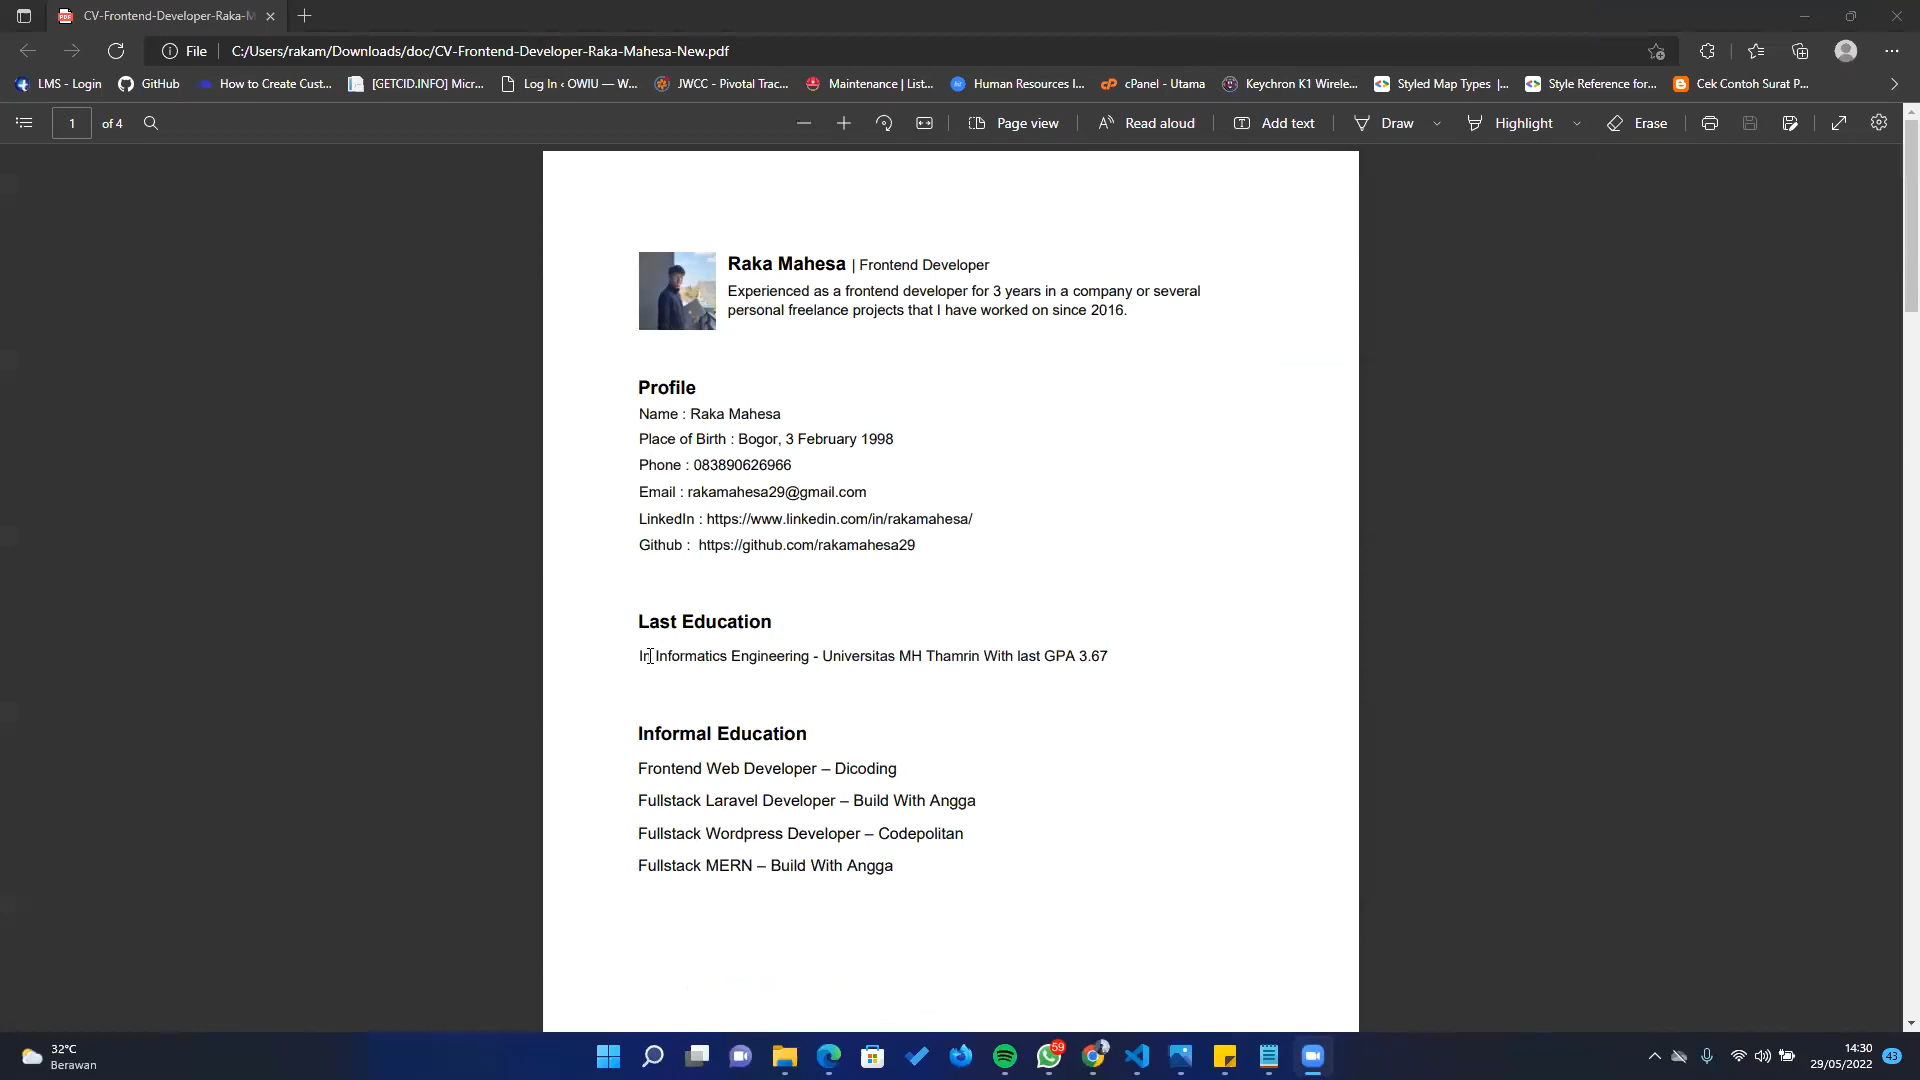 CV-Frontend-Developer-Raka-M
File
C:/Users/rakam/Downloads/doc/CV-Frontend-Developer-Raka-Mahesa-New.pdf
LMS - Login
GitHub
How to Create Cust...
[GETCID.INFO] Micr...
Log In ‹ OWIU — W...
JWCC - Pivotal Trac...
Maintenance | List...
Human Resources I...
cPanel - Utama
Keychron K1 Wirele...
Styled Map Types |...
Style Reference for...
Cek Contoh Surat P...
1 of 4
Page view
Read aloud
Add text
Draw
Highlight
Erase
Raka Mahesa | Frontend Developer
Experienced as a frontend developer for 3 years in a company or several
personal freelance projects that I have worked on since 2016.
Profile
Name : Raka Mahesa
Place of Birth : Bogor, 3 February 1998
Phone : 083890626966
Email : rakamahesa29@gmail.com
LinkedIn : https://www.linkedin.com/in/rakamahesa/
Github : https://github.com/rakamahesa29
Last Education
In Informatics Engineering - Universitas MH Thamrin With last GPA 3.67
Informal Education
Frontend Web Developer – Dicoding
Fullstack Laravel Developer – Build With Angga
Fullstack Wordpress Developer – Codepolitan
Fullstack MERN – Build With Angga
32°C
Berawan
59
14:30
29/05/2022
43